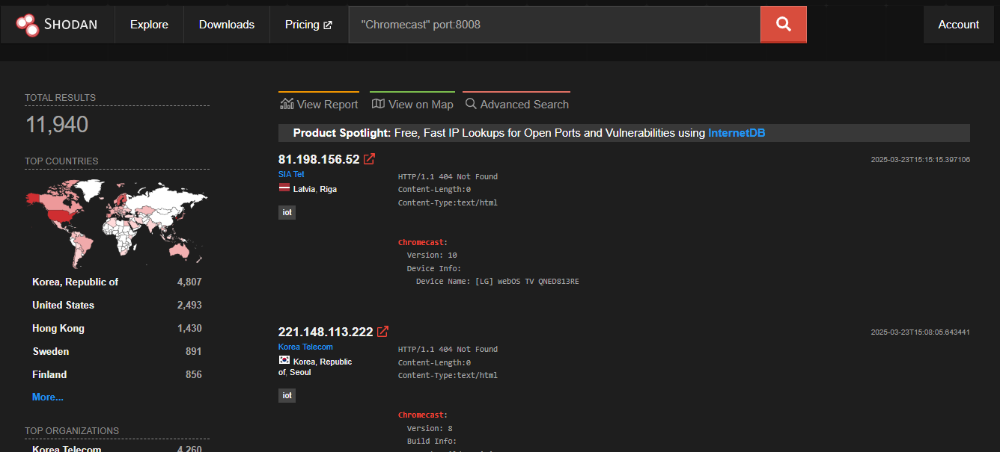 SHODAN Explore Downloads Pricing "Chromecast" port:8008 Account
TOTAL RESULTS
11,940
TOP COUNTRIES
Korea, Republic of 4,807
United States 2,493
Hong Kong 1,430
Sweden 891
Finland 856
More...
TOP ORGANIZATIONS
Korea Telecom 4,260
View Report View on Map Advanced Search
Product Spotlight: Free, Fast IP Lookups for Open Ports and Vulnerabilities using InternetDB
81.198.156.52 2025-03-23T15:15:15.397106
SIA Tet
Latvia, Riga
iot
HTTP/1.1 404 Not Found
Content-Length:0
Content-Type:text/html
Chromecast:
Version: 10
Device Info:
Device Name: [LG] webOS TV QNED813RE
221.148.113.222 2025-03-23T15:08:05.643441
Korea Telecom
Korea, Republic
of, Seoul
iot
HTTP/1.1 404 Not Found
Content-Length:0
Content-Type:text/html
Chromecast:
Version: 8
Build Info: